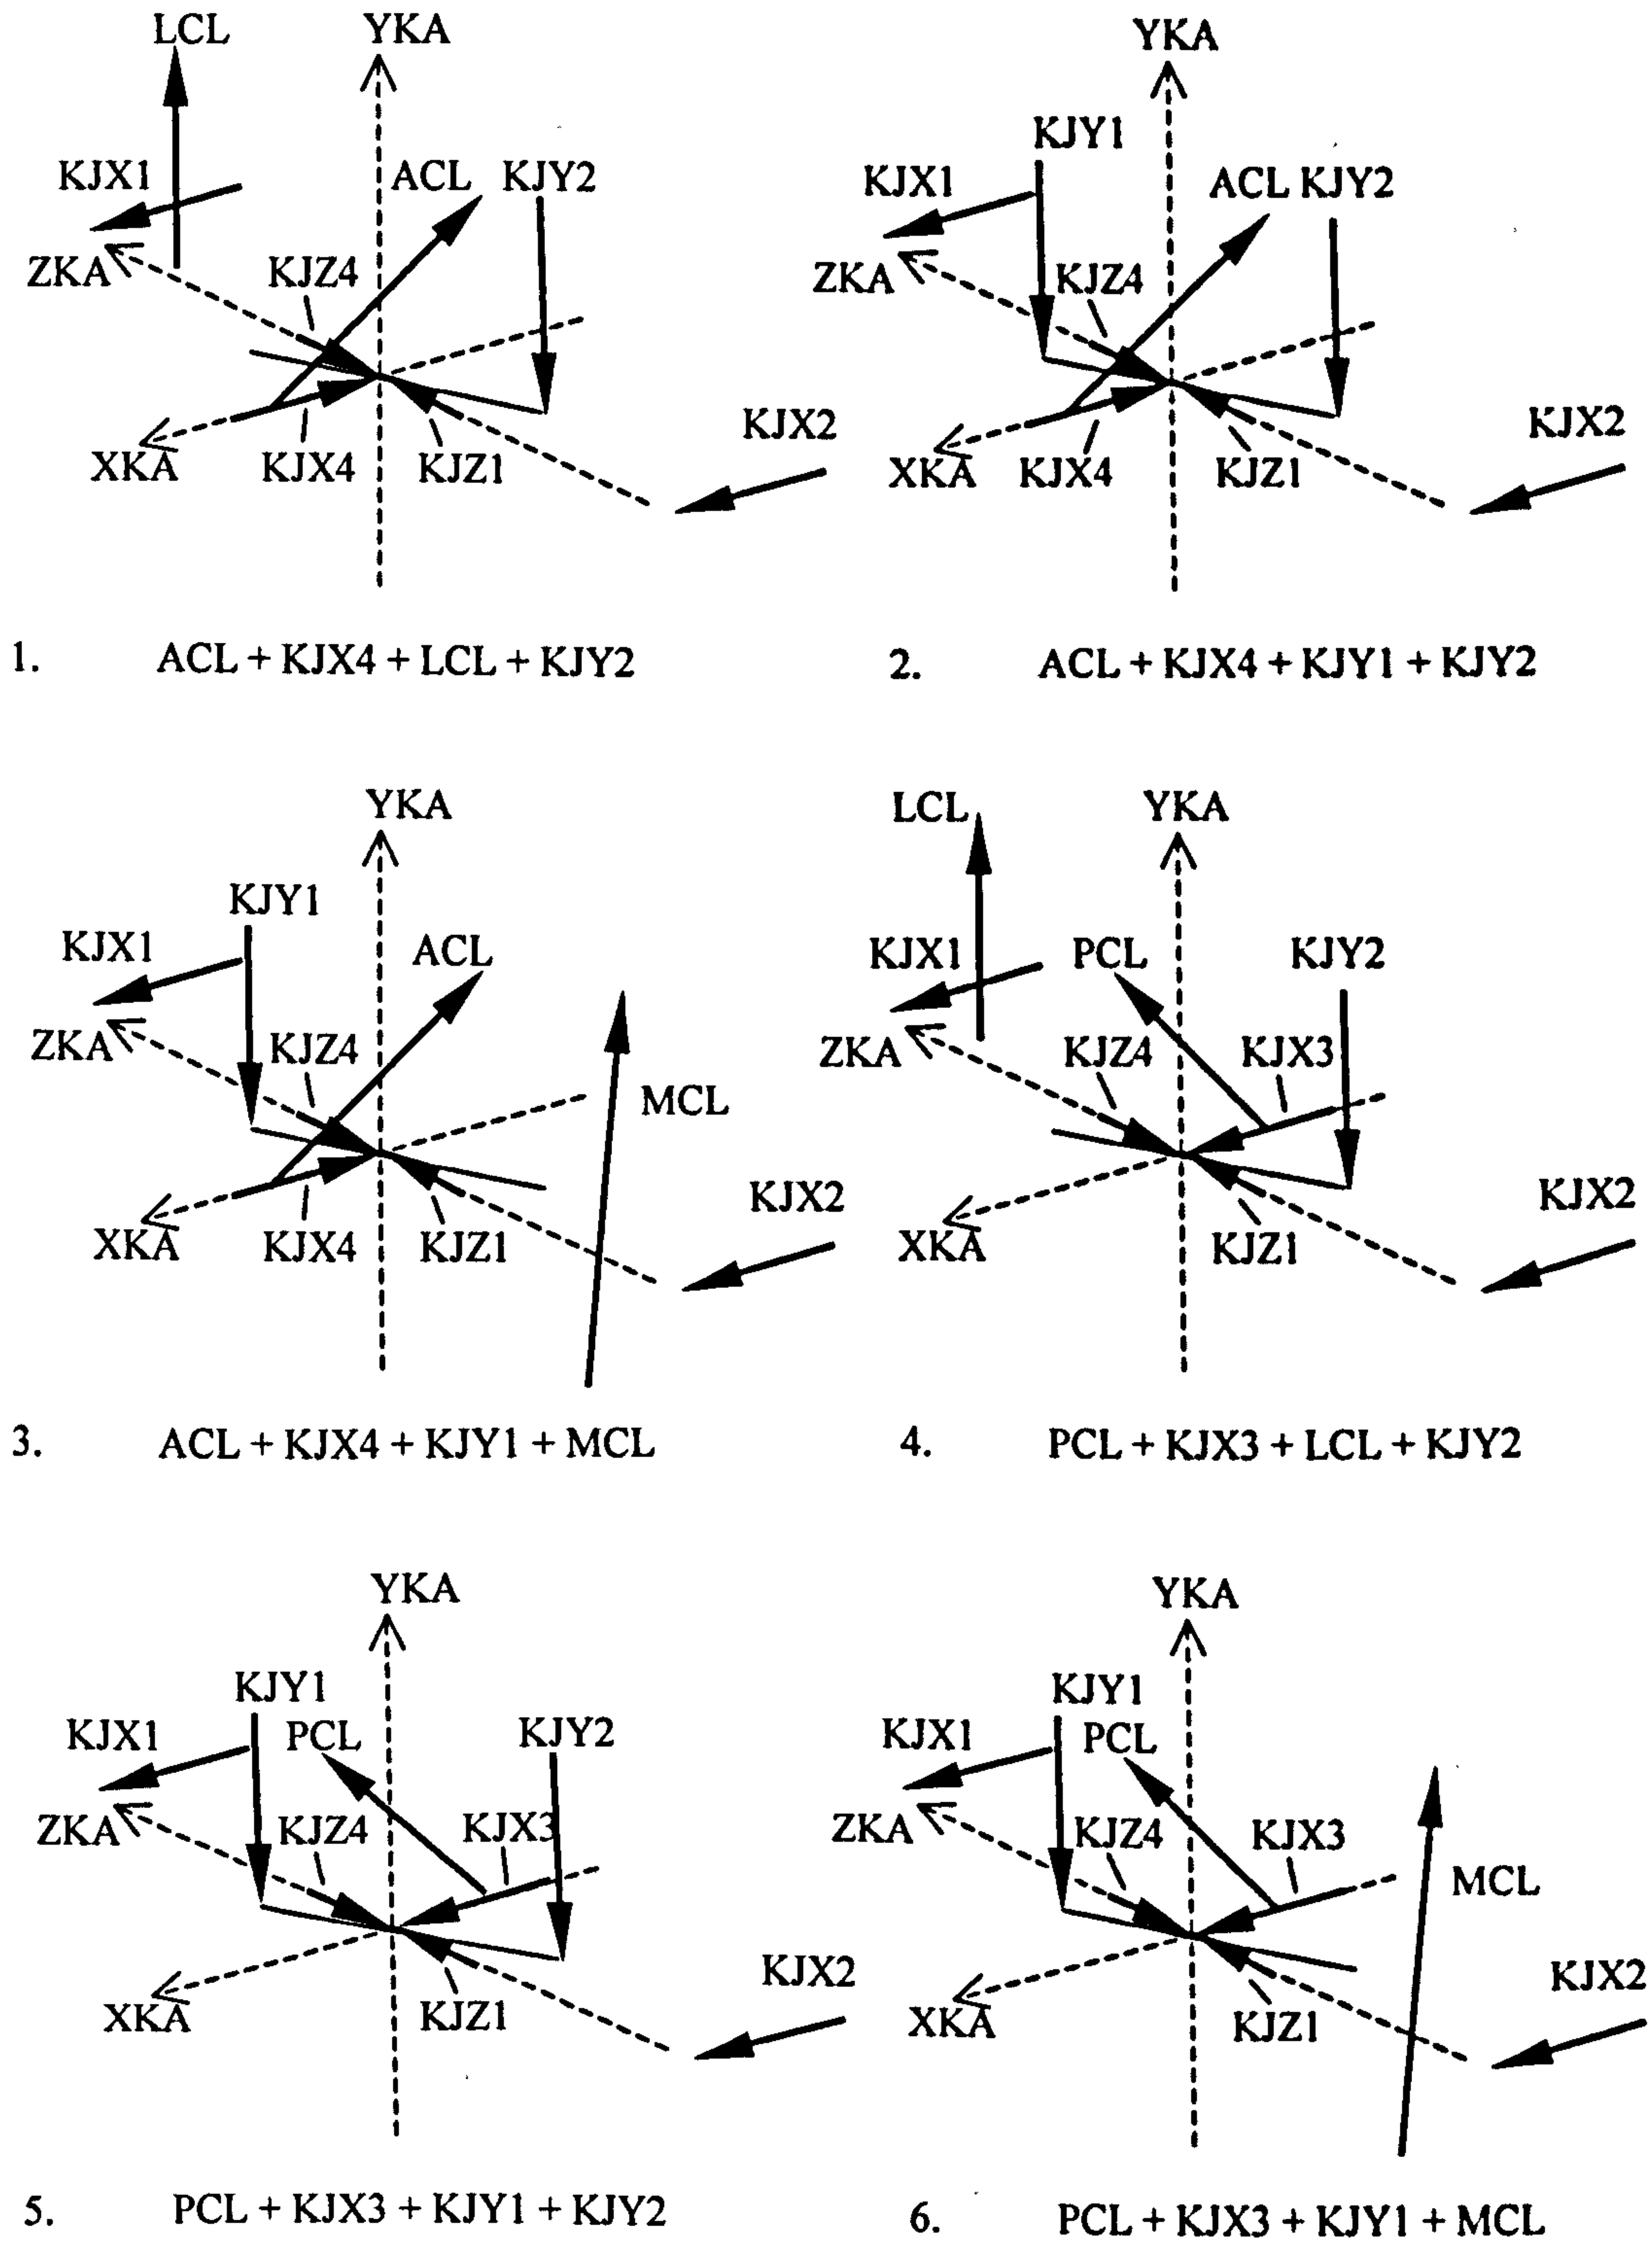 LCL YKA
KJX1 ACL KJY2
ZKA KJZ4
KJX2
XKA KJX4 KJZ1
1. ACL + KJX4 + LCL + KJY2
YKA
KJY1
KJX1 ACL KJY2
ZKA KJZ4
KJX2
XKA KJX4 KJZ1
2. ACL + KJX4 + KJY1 + KJY2
YKA
KJY1
KJX1 ACL
ZKA KJZ4
MCL
KJX2
XKA KJX4 KJZ1
3. ACL + KJX4 + KJY1 + MCL
LCL YKA
KJX1 PCL KJY2
ZKA KJZ4 KJX3
KJX2
XKA KJZ1
4. PCL + KJX3 + LCL + KJY2
YKA
KJY1
KJX1 PCL KJY2
ZKA KJZ4 KJX3
KJX2
XKA KJZ1
5. PCL + KJX3 + KJY1 + KJY2
YKA
KJY1
KJX1 PCL
ZKA KJZ4 KJX3
MCL
KJX2
XKA KJZ1
6. PCL + KJX3 + KJY1 + MCL